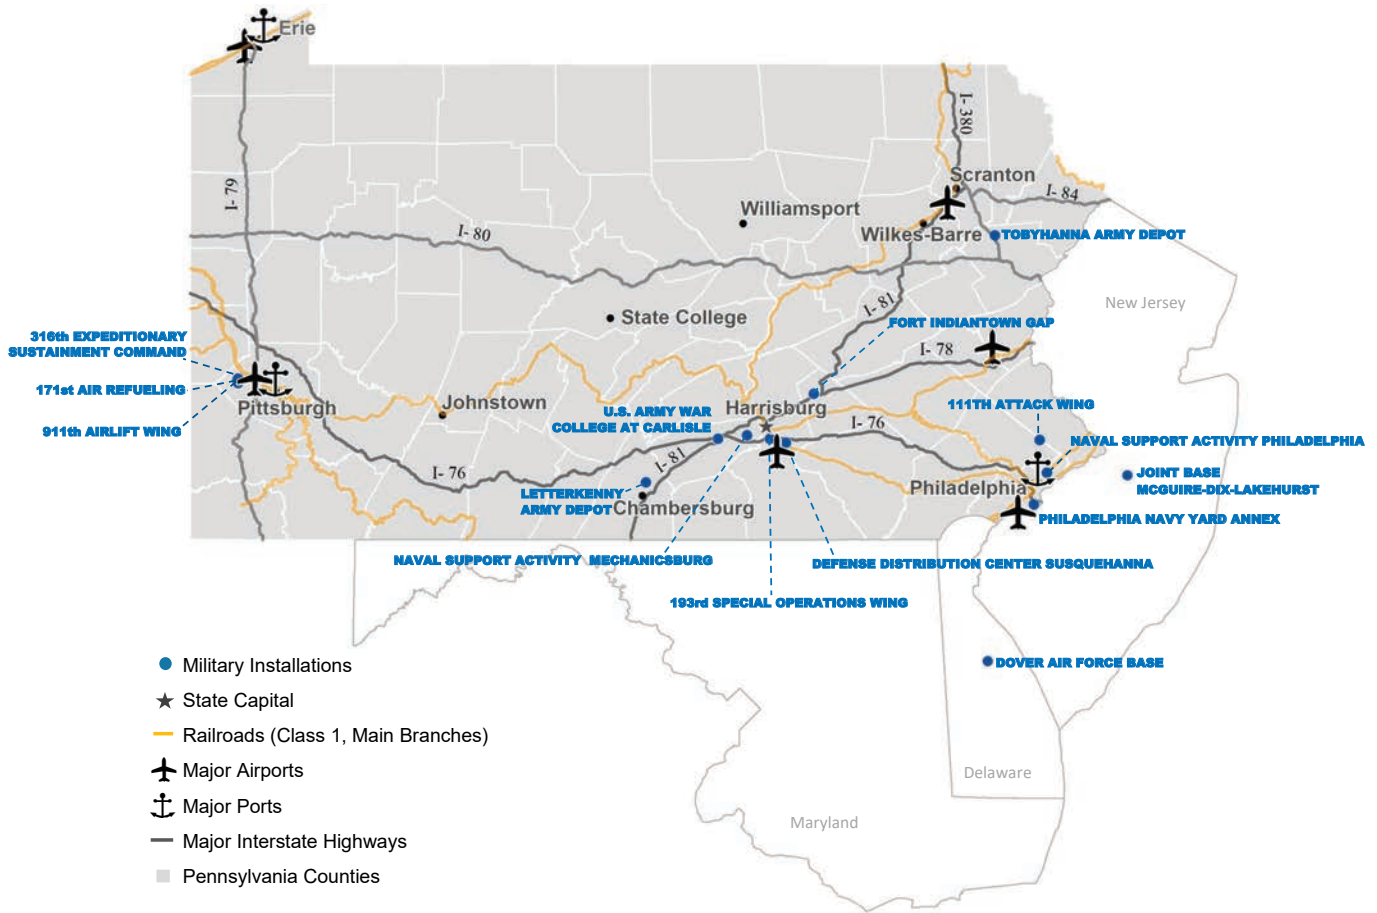 Erie
I- 380
I- 79
Scranton
I- 84
Williamsport
Wilkes-Barre
TOBYHANNA ARMY DEPOT
I- 80
New Jersey
I- 81
State College
FORT INDIANTOWN GAP
316th EXPEDITIONARY
SUSTAINMENT COMMAND
I- 78
171st AIR REFUELING
Pittsburgh
Johnstown
U.S. ARMY WAR
COLLEGE AT CARLISLE
Harrisburg
111TH ATTACK WING
911th AIRLIFT WING
I- 76
NAVAL SUPPORT ACTIVITY PHILADELPHIA
I- 81
I- 76
JOINT BASE
MCGUIRE-DIX-LAKEHURST
Philadelphia
LETTERKENNY
ARMY DEPOT
Chambersburg
PHILADELPHIA NAVY YARD ANNEX
NAVAL SUPPORT ACTIVITY MECHANICSBURG
DEFENSE DISTRIBUTION CENTER SUSQUEHANNA
193rd SPECIAL OPERATIONS WING
DOVER AIR FORCE BASE
Delaware
Maryland
Military Installations
State Capital
Railroads (Class 1, Main Branches)
Major Airports
Major Ports
Major Interstate Highways
Pennsylvania Counties